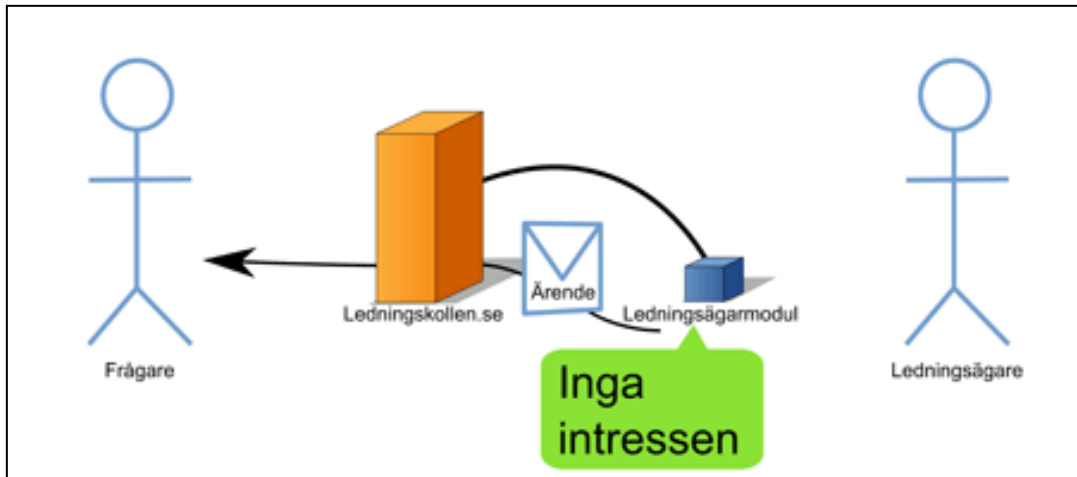 Ärende
Ledningskollen.se
Ledningsägarmodul
Frågare
Ledningsägare
Inga
intressen